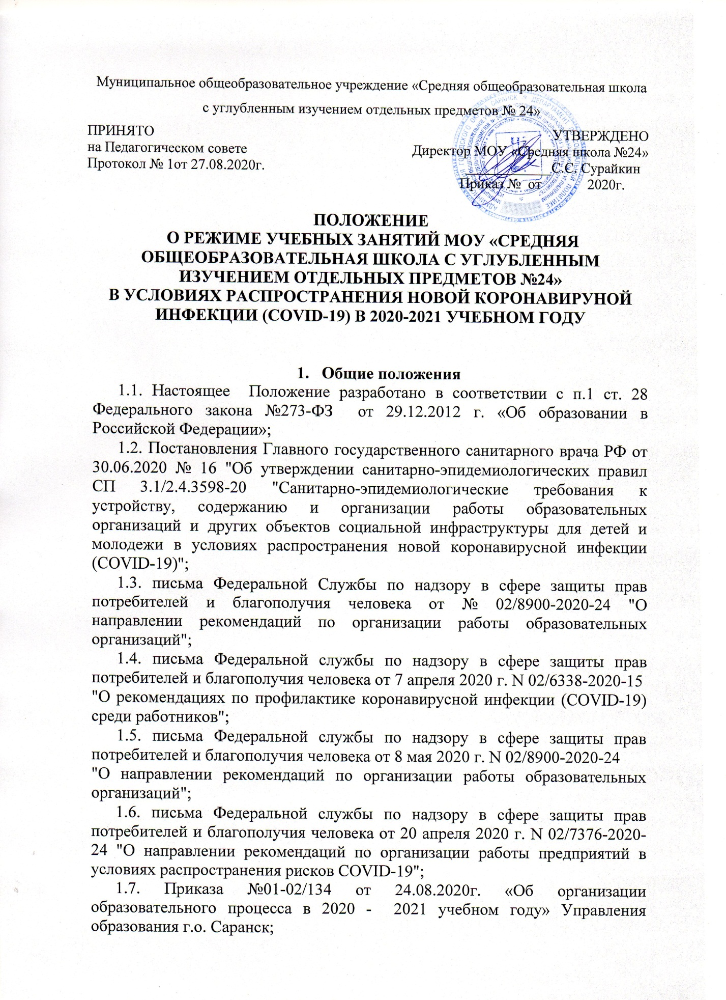 Муниципальное общеобразовательное учреждение «Средняя общеобразовательная школа
с углубленным изучением отдельных предметов № 24»
ПРИНЯТО
на Педагогическом совете
Протокол № 1от 27.08.2020г.
УТВЕРЖДЕНО
Директор МОУ «Средняя школа №24»
____________С.С. Сурайкин
Приказ № от 2020г.
ПОЛОЖЕНИЕ
О РЕЖИМЕ УЧЕБНЫХ ЗАНЯТИЙ МОУ «СРЕДНЯЯ
ОБЩЕОБРАЗОВАТЕЛЬНАЯ ШКОЛА С УГЛУБЛЕННЫМ
ИЗУЧЕНИЕМ ОТДЕЛЬНЫХ ПРЕДМЕТОВ №24»
В УСЛОВИЯХ РАСПРОСТРАНЕНИЯ НОВОЙ КОРОНАВИРУНОЙ
ИНФЕКЦИИ (COVID-19) В 2020-2021 УЧЕБНОМ ГОДУ
1. Общие положения
1.1. Настоящее Положение разработано в соответствии с п.1 ст. 28
Федерального закона №273-ФЗ от 29.12.2012 г. «Об образовании в
Российской Федерации»;
1.2. Постановления Главного государственного санитарного врача РФ от
30.06.2020 № 16 "Об утверждении санитарно-эпидемиологических правил
СП 3.1/2.4.3598-20 "Санитарно-эпидемиологические требования к
устройству, содержанию и организации работы образовательных
организаций и других объектов социальной инфраструктуры для детей и
молодежи в условиях распространения новой коронавирусной инфекции
(COVID-19)";
1.3. письма Федеральной Службы по надзору в сфере защиты прав
потребителей и благополучия человека от № 02/8900-2020-24 "О
направлении рекомендаций по организации работы образовательных
организаций";
1.4. письма Федеральной службы по надзору в сфере защиты прав
потребителей и благополучия человека от 7 апреля 2020 г. N 02/6338-2020-15
"О рекомендациях по профилактике коронавирусной инфекции (COVID-19)
среди работников";
1.5. письма Федеральной службы по надзору в сфере защиты прав
потребителей и благополучия человека от 8 мая 2020 г. N 02/8900-2020-24
"О направлении рекомендаций по организации работы образовательных
организаций";
1.6. письма Федеральной службы по надзору в сфере защиты прав
потребителей и благополучия человека от 20 апреля 2020 г. N 02/7376-2020-
24 "О направлении рекомендаций по организации работы предприятий в
условиях распространения рисков COVID-19";
1.7. Приказа №01-02/134 от 24.08.2020г. «Об организации
образовательного процесса в 2020 - 2021 учебном году» Управления
образования г.о. Саранск;